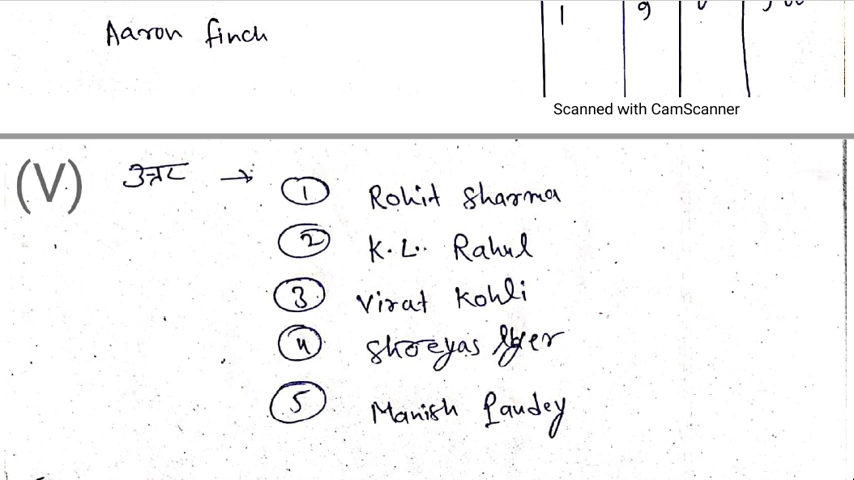 Aaron finch
1 9
Scanned with CamScanner
(V) उत्तर → ① Rohit Sharma
② K.L. Rahul
③ Virat Kohli
④ Shreyas Iyer
⑤ Manish Pandey